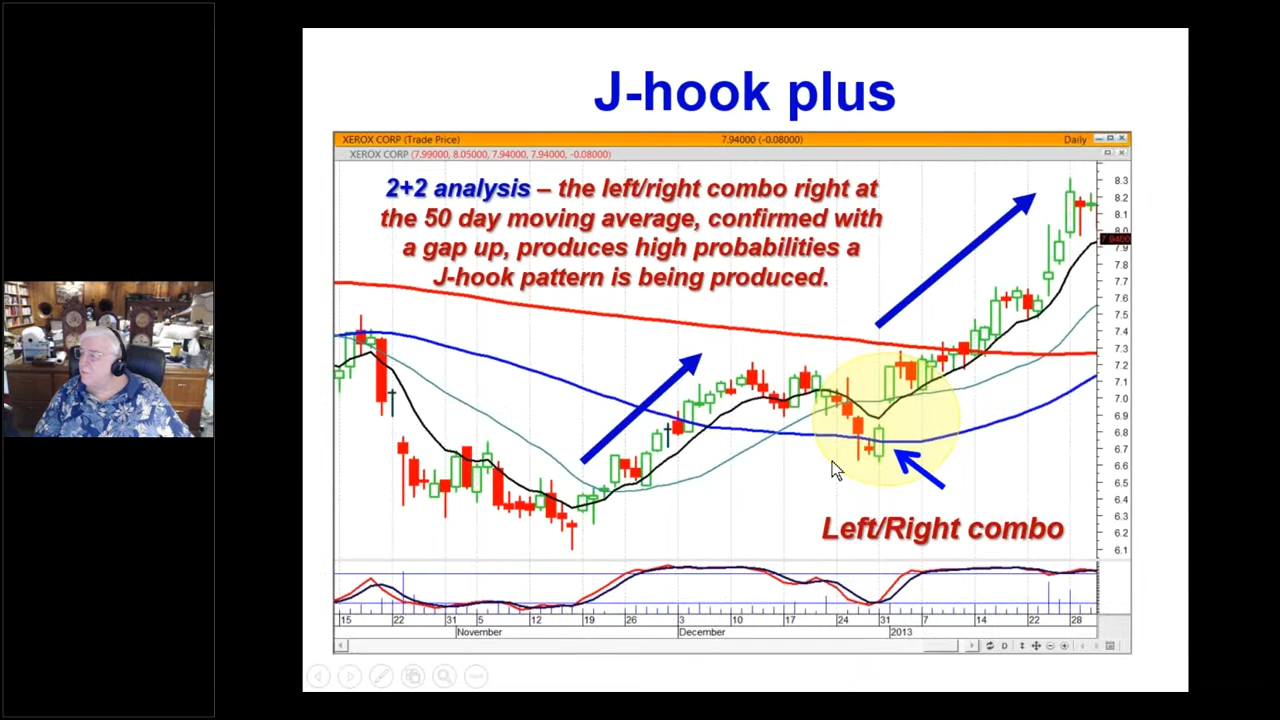 J-hook plus
XEROX CORP (Trade Price) 7.94000 (-0.08000) Daily
XEROX CORP (7.99000, 8.05000, 7.94000, 7.94000, -0.08000)
2+2 analysis – the left/right combo right at
the 50 day moving average, confirmed with
a gap up, produces high probabilities a
J-hook pattern is being produced.
8.3
8.2
8.1
8.0
7.9400
7.9
7.8
7.7
7.6
7.5
7.4
7.3
7.2
7.1
7.0
6.9
6.8
6.7
6.6
6.5
6.4
6.3
6.2
6.1
Left/Right combo
15 22 5 12 19 26 3 10 17 24 31 7 14 22 28
November December 2013
D